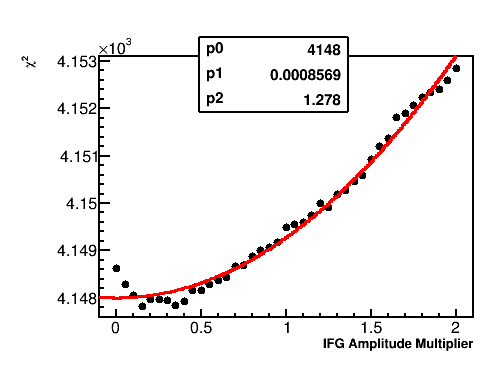 ×10³
χ²
p0 4148
p1 0.0008569
p2 1.278
4.153
4.152
4.151
4.15
4.149
4.148
0 0.5 1 1.5 2
IFG Amplitude Multiplier